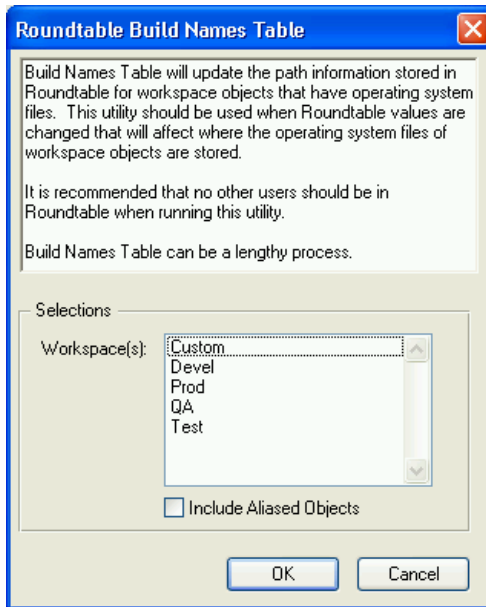 Roundtable Build Names Table
Build Names Table will update the path information stored in
Roundtable for workspace objects that have operating system
files.  This utility should be used when Roundtable values are
changed that will affect where the operating system files of
workspace objects are stored.
It is recommended that no other users should be in
Roundtable when running this utility.
Build Names Table can be a lengthy process.
Selections
Workspace(s):
Custom
Devel
Prod
QA
Test
Include Aliased Objects
OK
Cancel